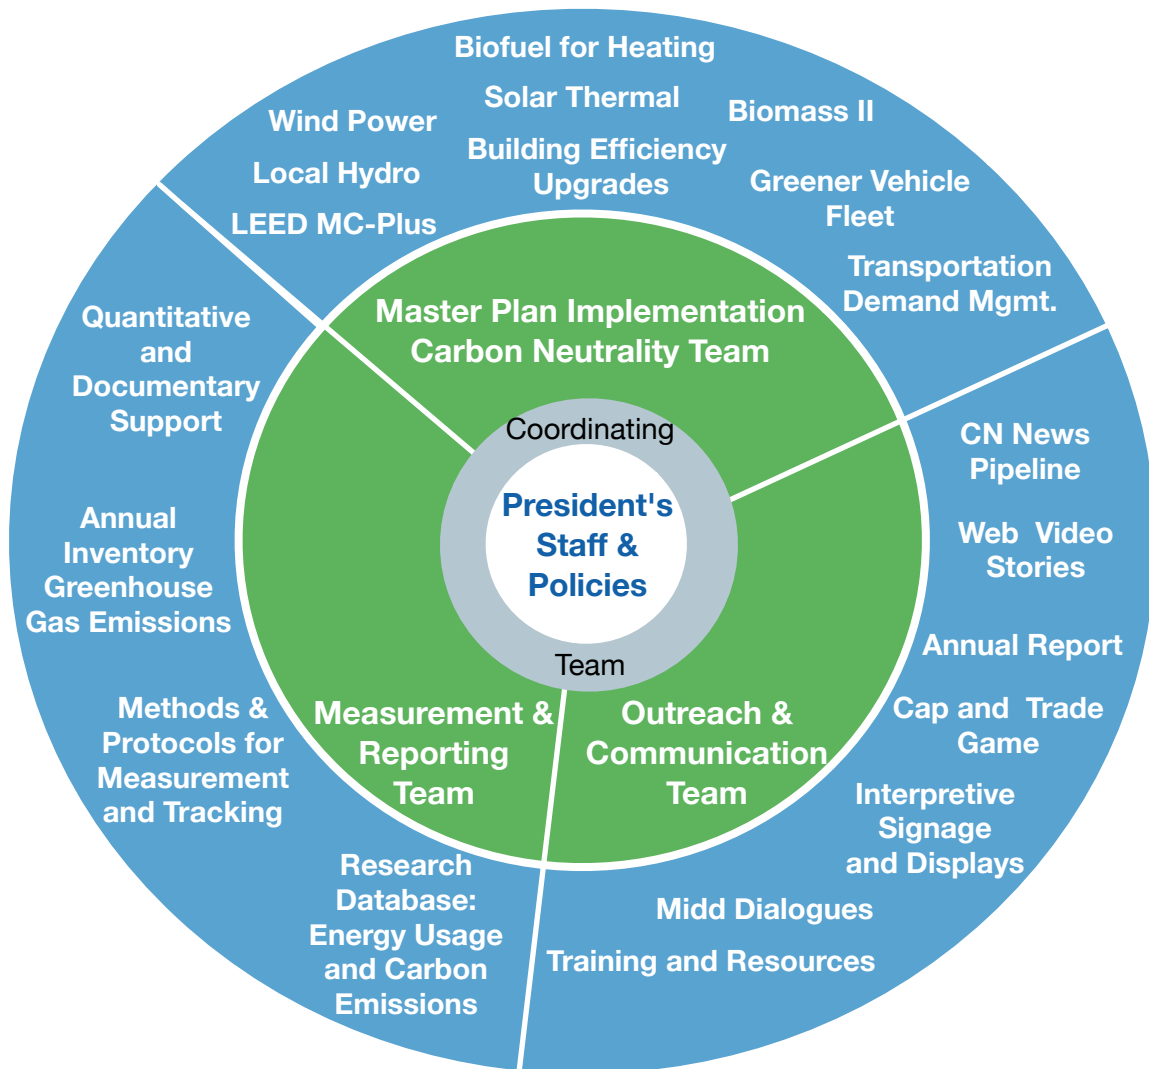 Biofuel for Heating
Solar Thermal
Building Efficiency
Upgrades
Wind Power
Local Hydro
LEED MC-Plus
Biomass II
Greener Vehicle
Fleet
Transportation
Demand Mgmt.
Master Plan Implementation
Carbon Neutrality Team
Quantitative
and
Documentary
Support
Annual
Inventory
Greenhouse
Gas Emissions
Methods &
Protocols for
Measurement
and Tracking
Research
Database:
Energy Usage
and Carbon
Emissions
Coordinating
President's
Staff &
Policies
Team
Measurement &
Reporting
Team
Outreach &
Communication
Team
CN News
Pipeline
Web Video
Stories
Annual Report
Cap and Trade
Game
Interpretive
Signage
and Displays
Midd Dialogues
Training and Resources